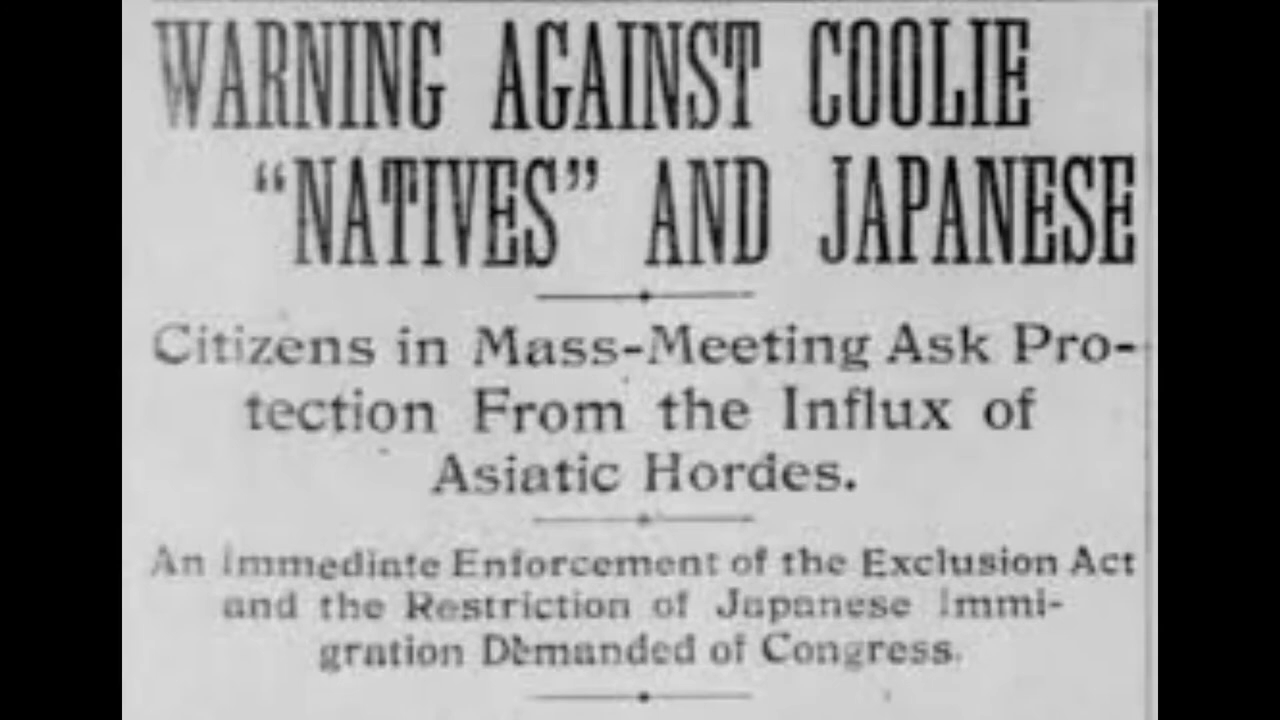 WARNING AGAINST COOLIE
“NATIVES” AND JAPANESE
Citizens in Mass-Meeting Ask Pro-
tection From the Influx of
Asiatic Hordes.
An Immediate Enforcement of the Exclusion Act
and the Restriction of Japanese Immi-
gration Demanded of Congress.